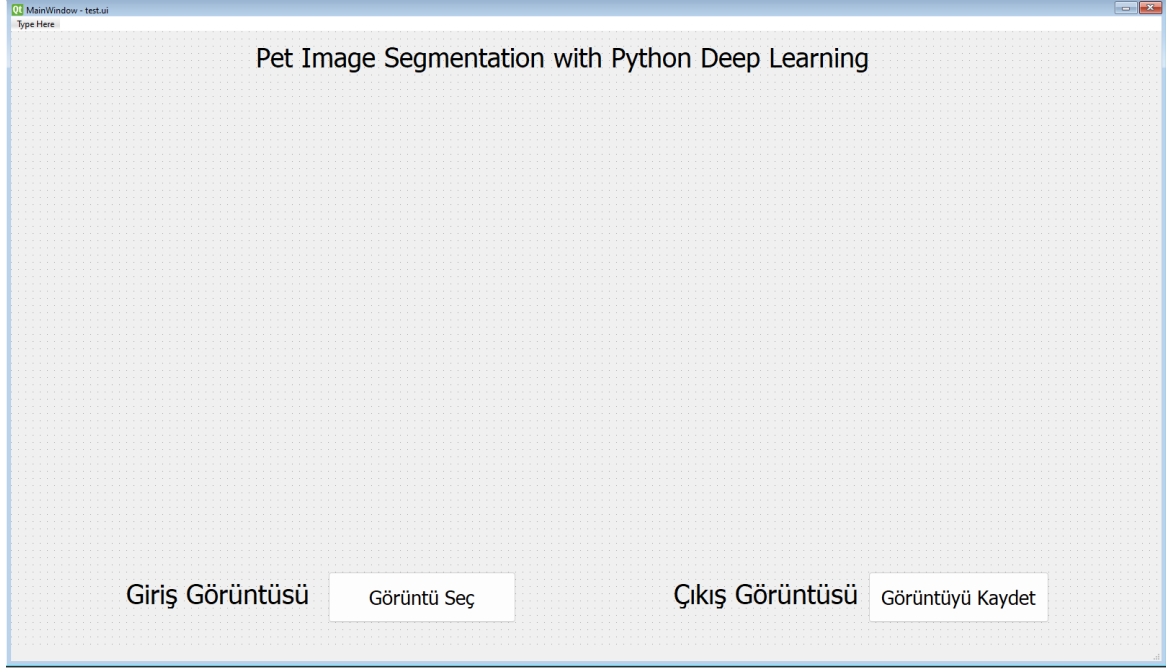 Qt MainWindow - test.ui
Type Here
Pet Image Segmentation with Python Deep Learning
Giriş Görüntüsü
Görüntü Seç
Çıkış Görüntüsü
Görüntüyü Kaydet